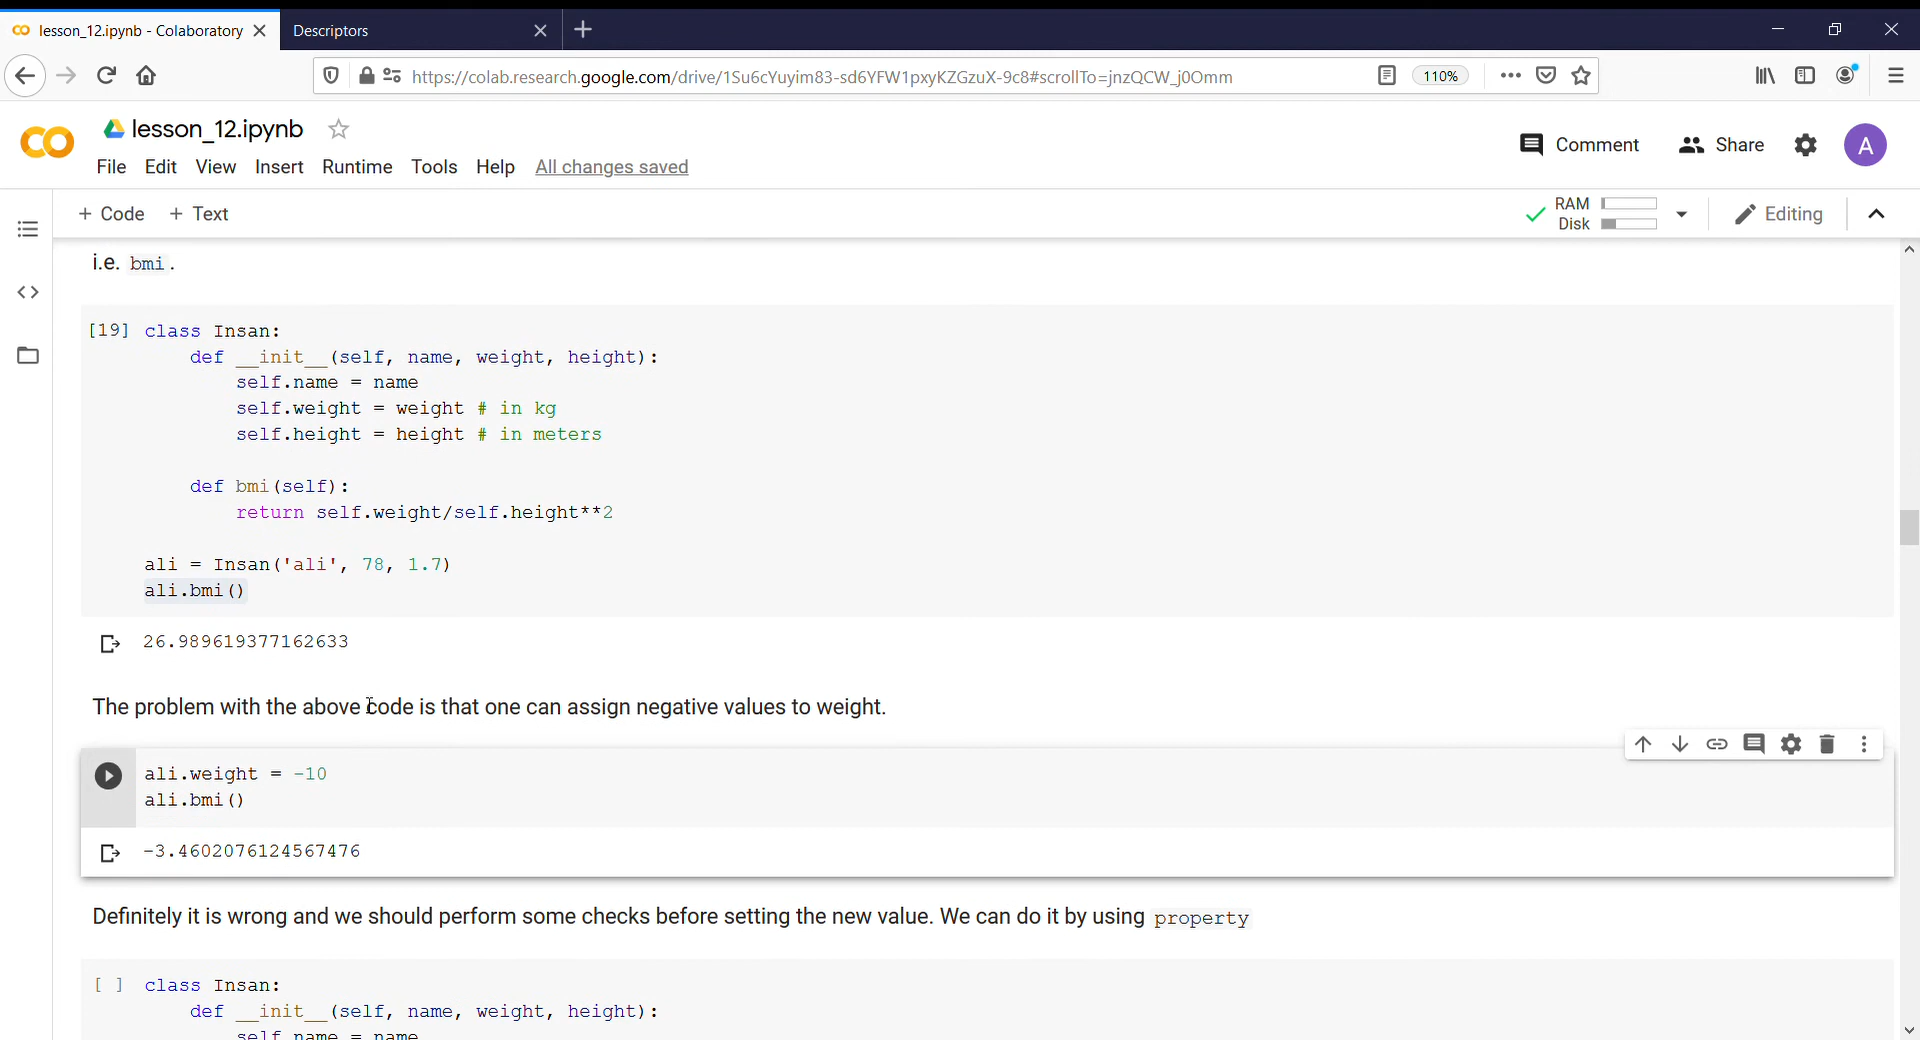 lesson_12.ipynb - Colaboratory
Descriptors
https://colab.research.google.com/drive/1Su6cYuyim83-sd6YFW1pxyKZGzuX-9c8#scrollTo=jnzQCW_j0Omm
110%
lesson_12.ipynb
File Edit View Insert Runtime Tools Help All changes saved
Comment Share A
+ Code + Text
RAM
Disk
Editing
i.e. bmi.
[19] class Insan:
def __init__(self, name, weight, height):
self.name = name
self.weight = weight # in kg
self.height = height # in meters
def bmi(self):
return self.weight/self.height**2
ali = Insan('ali', 78, 1.7)
ali.bmi()
26.989619377162633
The problem with the above code is that one can assign negative values to weight.
ali.weight = -10
ali.bmi()
-3.4602076124567476
Definitely it is wrong and we should perform some checks before setting the new value. We can do it by using property
[ ] class Insan:
def __init__(self, name, weight, height):
self.name = name